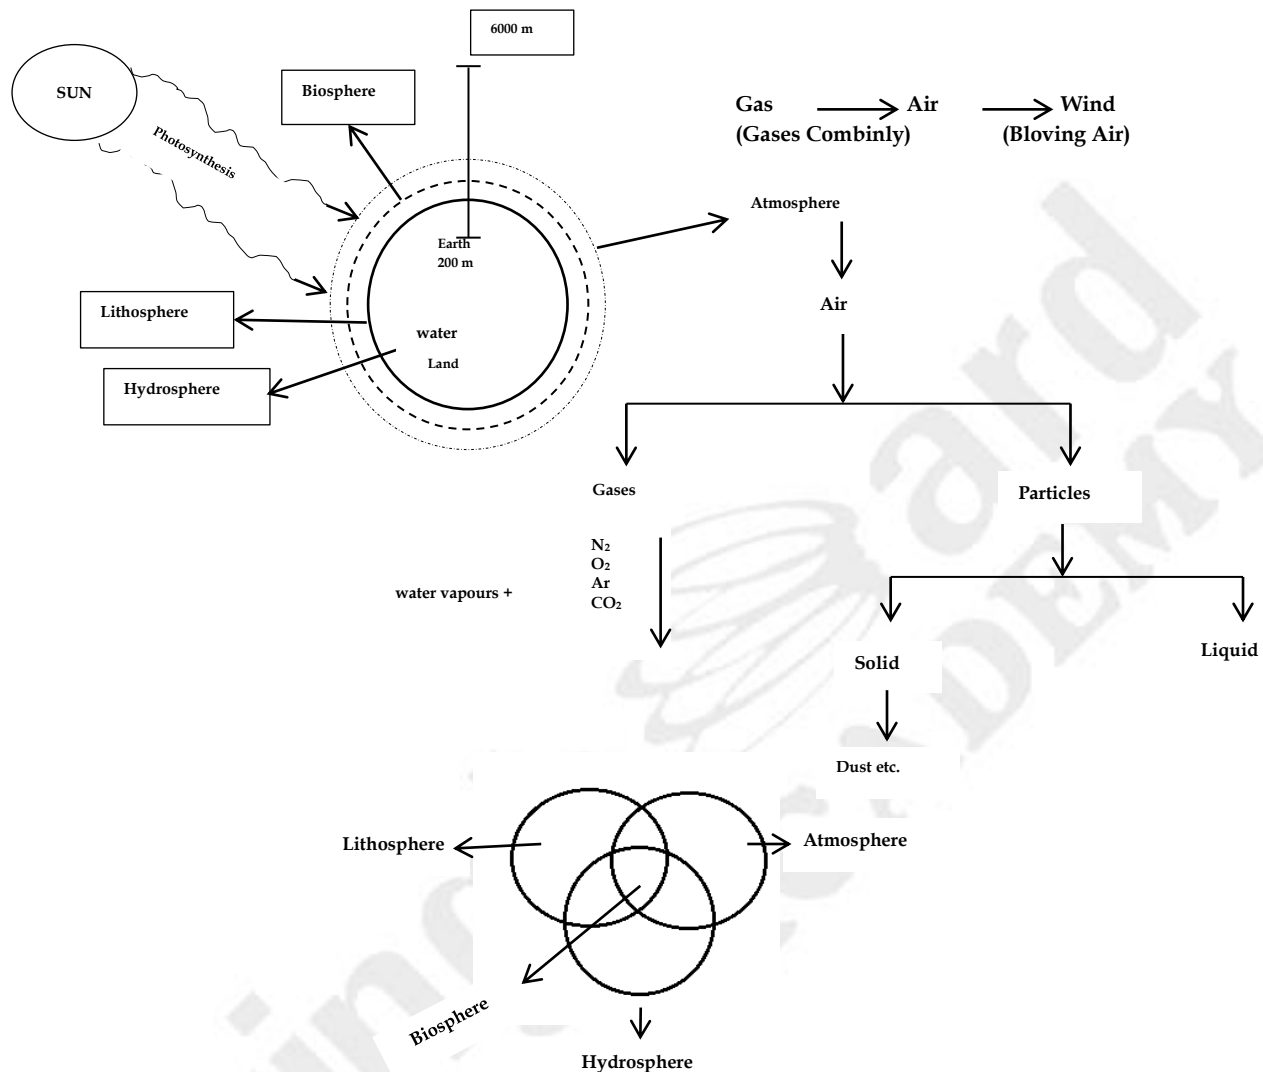 6000 m
SUN
Biosphere
Photosynthesis
Gas Air Wind
(Gases Combinly) (Bloving Air)
Atmosphere
Earth
200 m
Lithosphere
water
Land
Hydrosphere
Air
Gases
Particles
N₂
O₂
Ar
CO₂
water vapours +
Solid
Liquid
Dust etc.
Lithosphere
Atmosphere
Biosphere
Hydrosphere